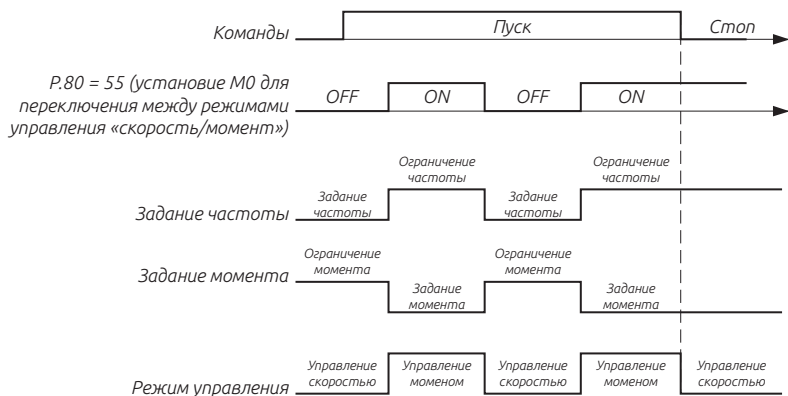 Команды
Пуск
Стоп
P.80 = 55 (установие M0 для
переключения между режимами
управления «скорость/момент»)
OFF
ON
OFF
ON
Задание частоты
Задание
частоты
Ограничение
частоты
Задание
частоты
Ограничение
частоты
Задание момента
Ограничение
момента
Задание
момента
Ограничение
момента
Задание
момента
Режим управления
Управление
скоростью
Управление
моменом
Управление
скоростью
Управление
моменом
Управление
скоростью